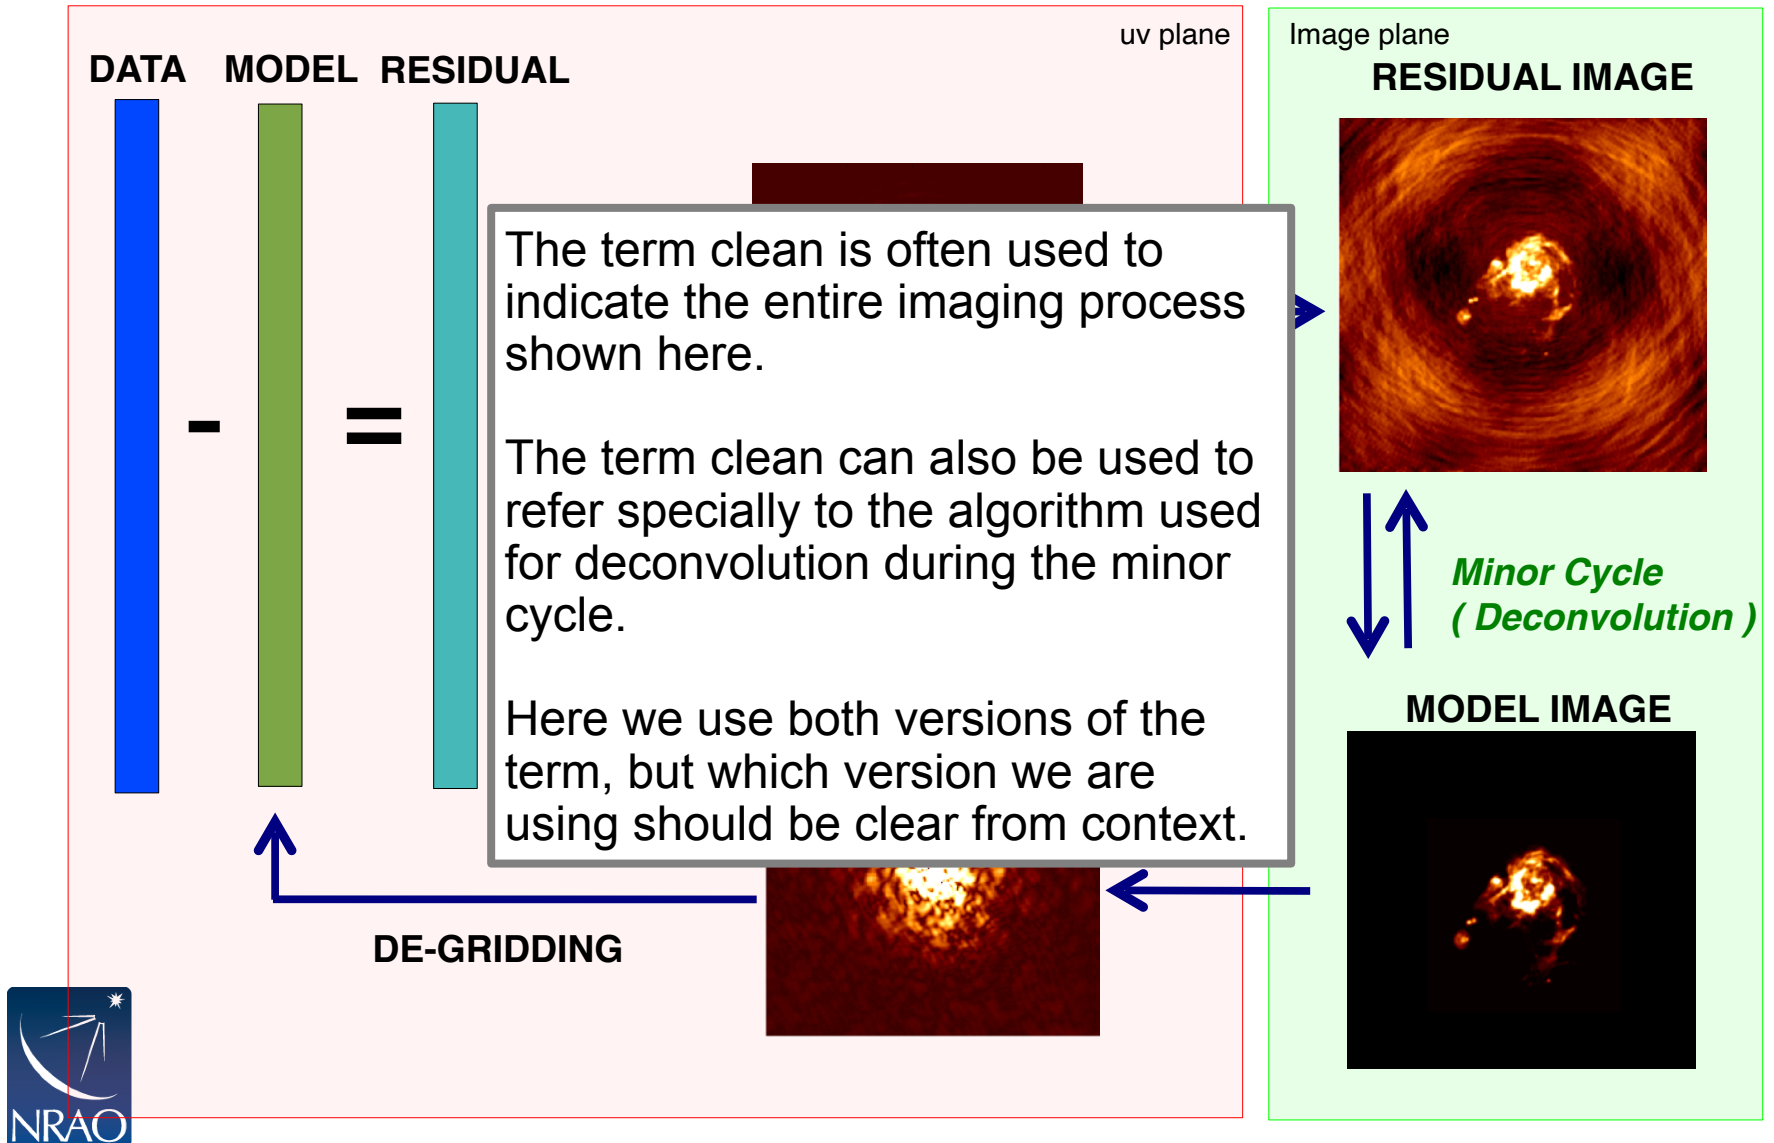 uv plane
Image plane
DATA MODEL RESIDUAL
RESIDUAL IMAGE
- =
The term clean is often used to
indicate the entire imaging process
shown here.
The term clean can also be used to
refer specially to the algorithm used
for deconvolution during the minor
cycle.
Here we use both versions of the
term, but which version we are
using should be clear from context.
Minor Cycle
( Deconvolution )
MODEL IMAGE
DE-GRIDDING
NRAO